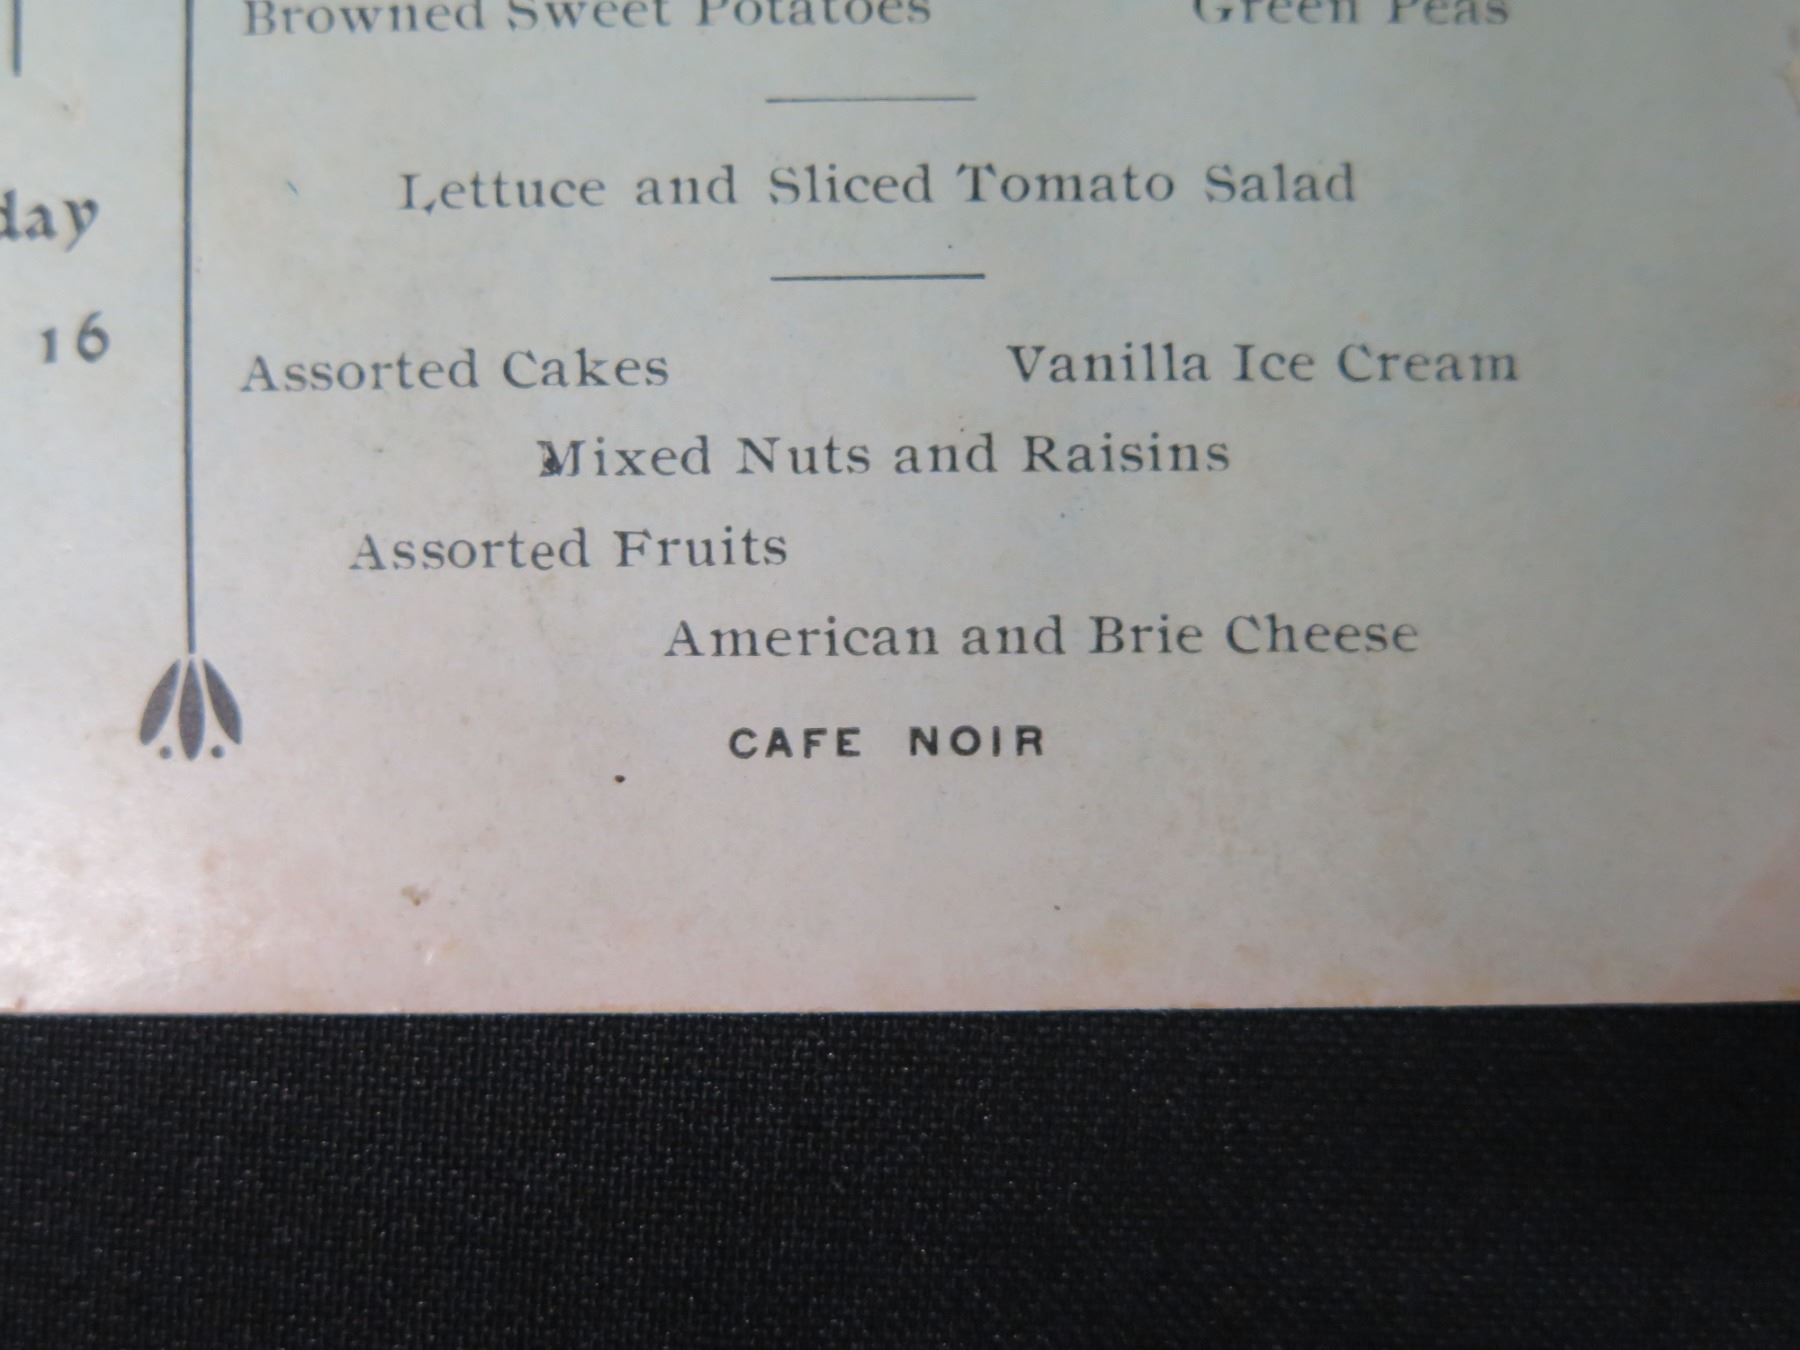 Browned Sweet Potatoes Green Peas
Lettuce and Sliced Tomato Salad
day
16
Assorted Cakes Vanilla Ice Cream
Mixed Nuts and Raisins
Assorted Fruits
American and Brie Cheese
CAFE NOIR